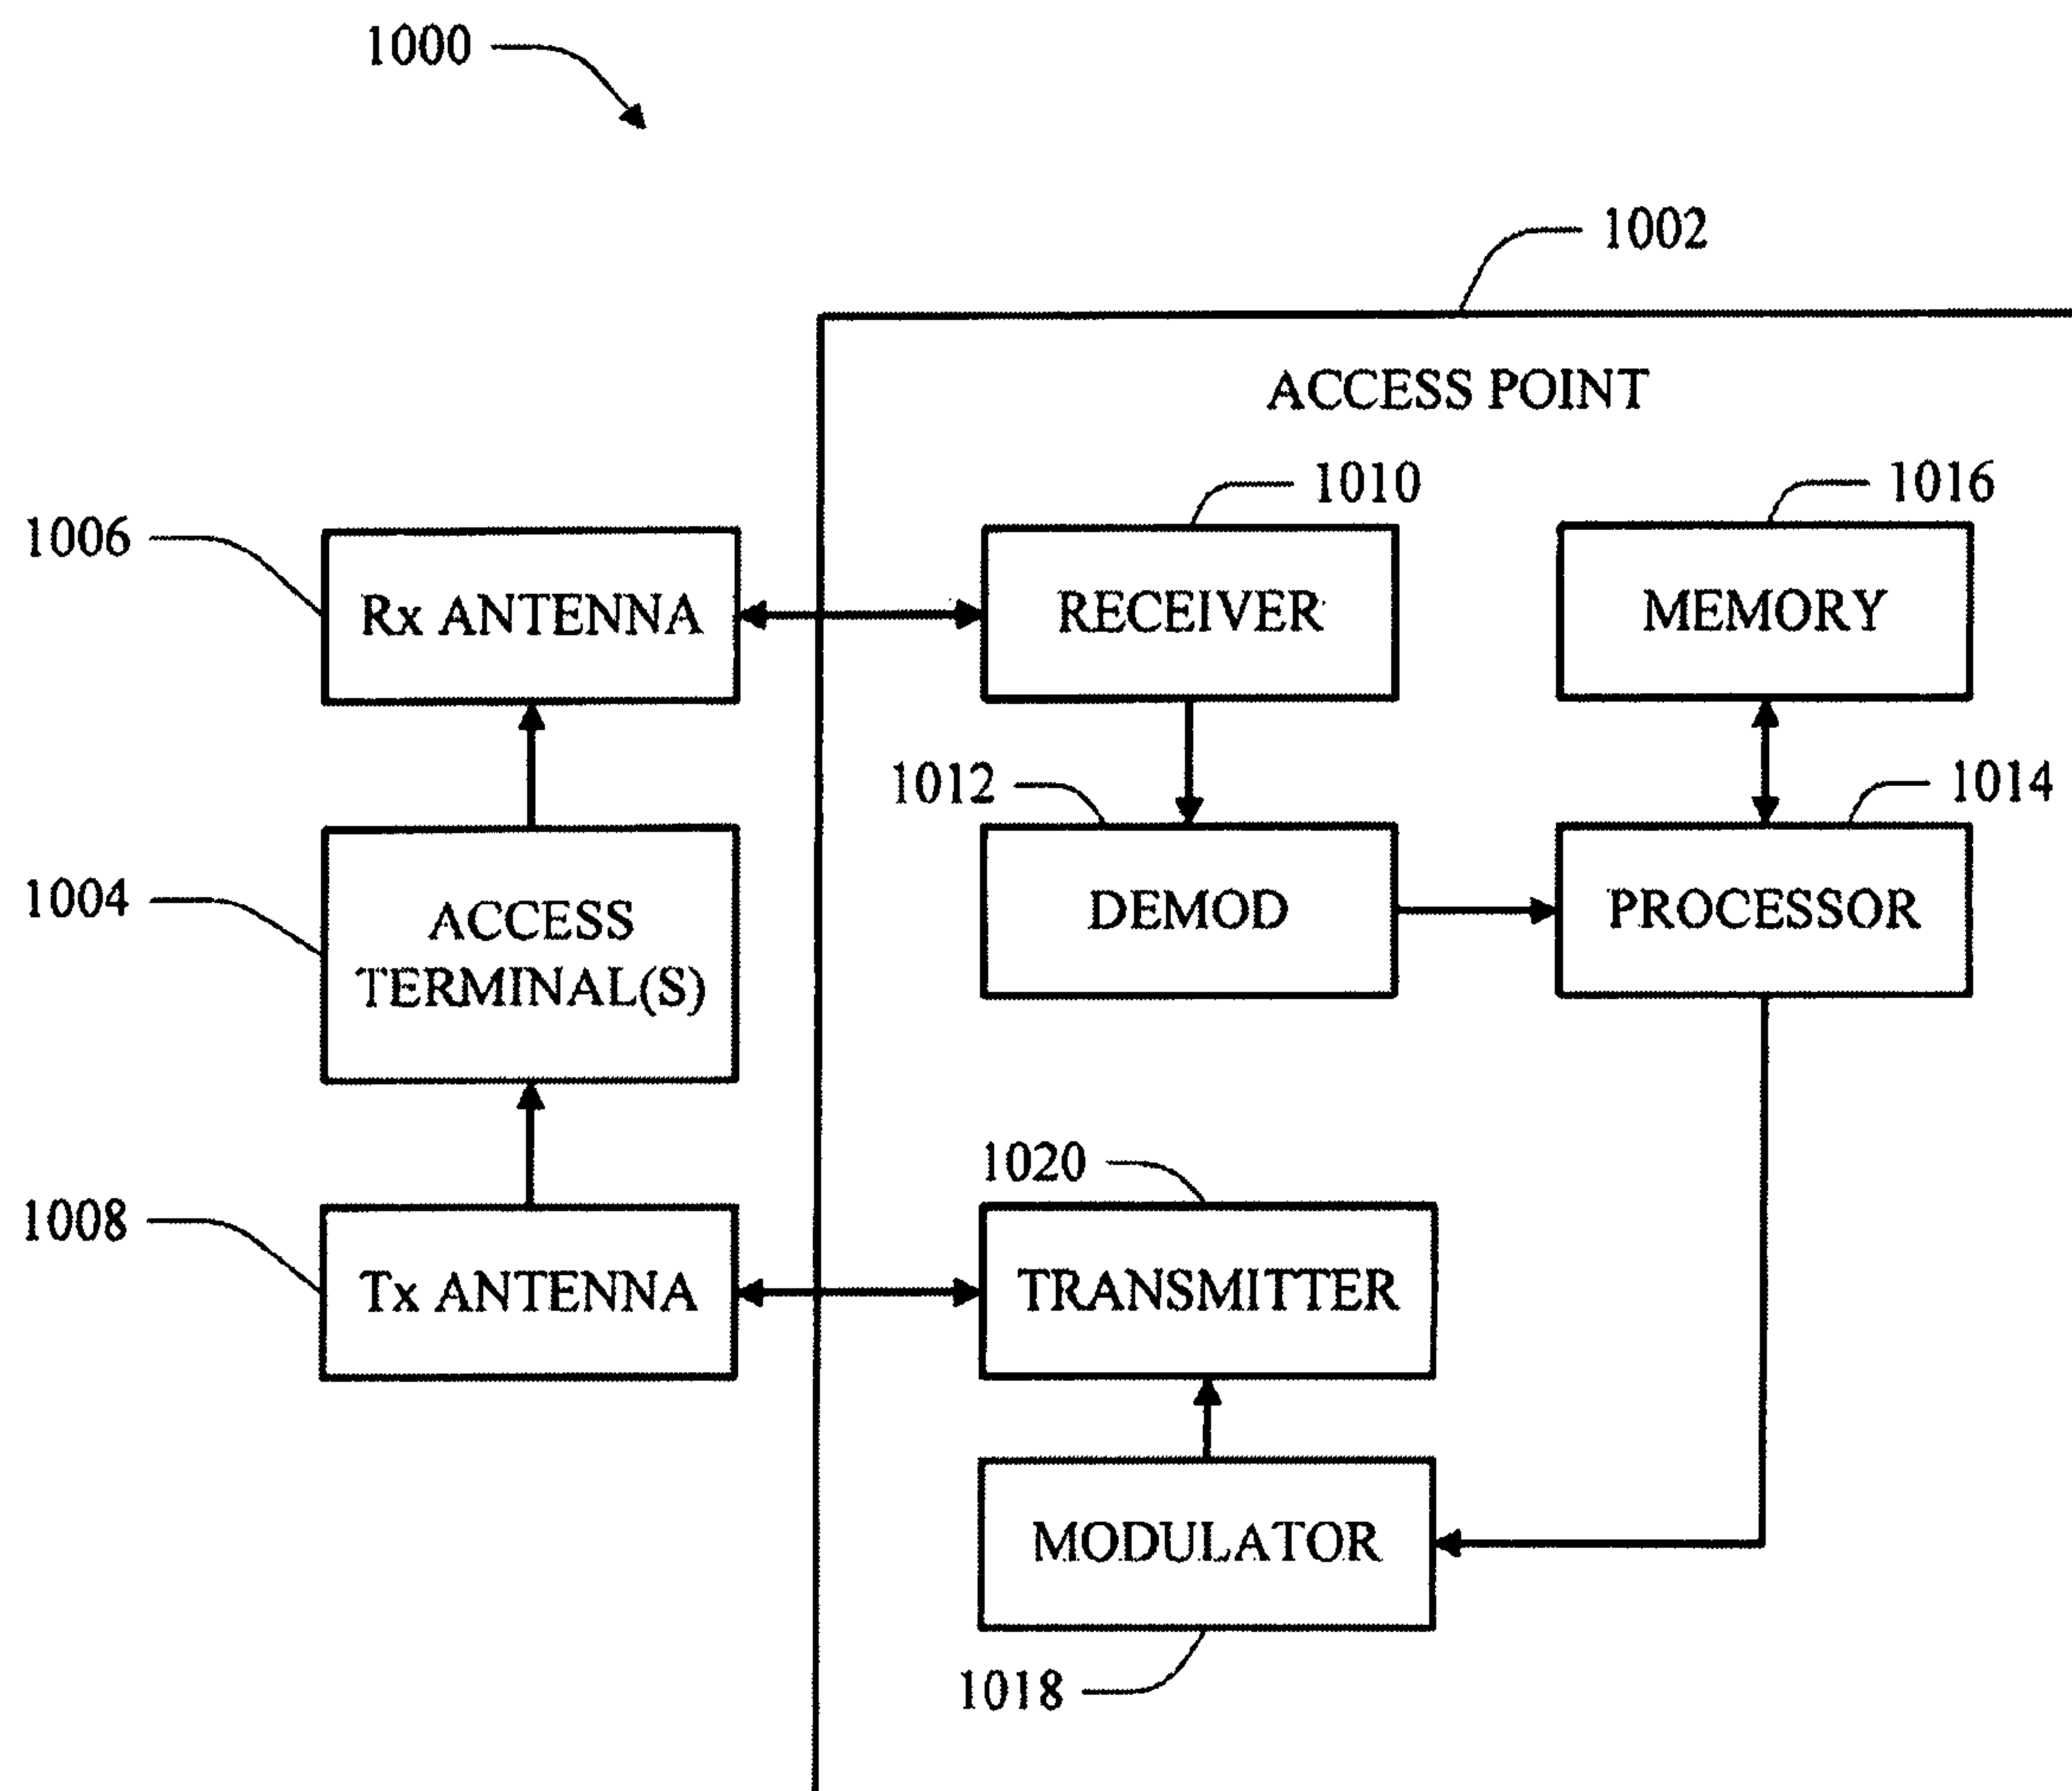 1000
1002
ACCESS POINT
1010
1016
1006
Rx ANTENNA
RECEIVER
MEMORY
1012
1014
1004
ACCESS
TERMINAL(S)
DEMOD
PROCESSOR
1020
1008
Tx ANTENNA
TRANSMITTER
MODULATOR
1018